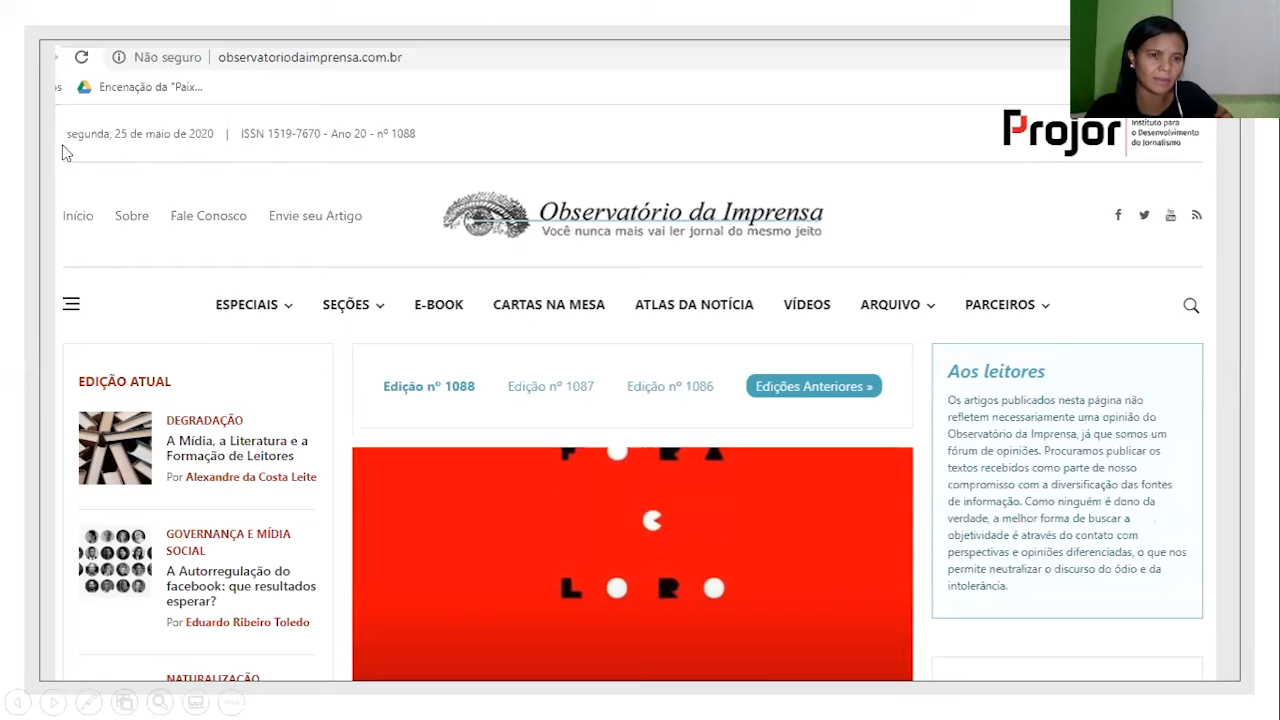 Não seguro | observatoriodaimprensa.com.br
os Encenação da "Paix...
segunda, 25 de maio de 2020 | ISSN 1519-7670 - Ano 20 - nº 1088
Projor
Instituto para
o Desenvolvimento
do Jornalismo
Início Sobre Fale Conosco Envie seu Artigo
Observatório da Imprensa
Você nunca mais vai ler jornal do mesmo jeito
ESPECIAIS SEÇÕES E-BOOK CARTAS NA MESA ATLAS DA NOTÍCIA VÍDEOS ARQUIVO PARCEIROS
EDIÇÃO ATUAL
DEGRADAÇÃO
A Mídia, a Literatura e a
Formação de Leitores
Por Alexandre da Costa Leite
GOVERNANÇA E MÍDIA
SOCIAL
A Autorregulação do
facebook: que resultados
esperar?
Por Eduardo Ribeiro Toledo
NATURALIZAÇÃO
Edição nº 1088 Edição nº 1087 Edição nº 1086 Edições Anteriores »
FORA
C
LORO
Aos leitores
Os artigos publicados nesta página não
refletem necessariamente uma opinião do
Observatório da Imprensa, já que somos um
fórum de opiniões. Procuramos publicar os
textos recebidos como parte de nosso
compromisso com a diversificação das fontes
de informação. Como ninguém é dono da
verdade, a melhor forma de buscar a
objetividade é através do contato com
perspectivas e opiniões diferenciadas, o que nos
permite neutralizar o discurso do ódio e da
intolerância.